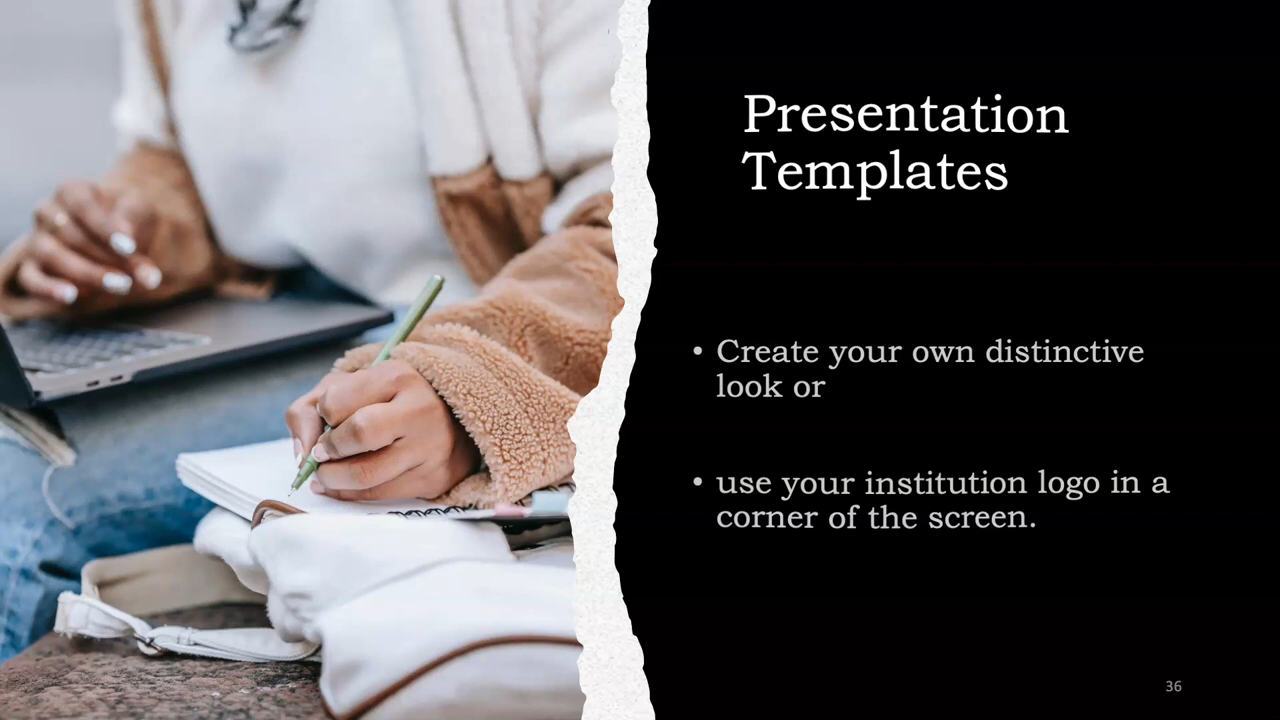 Presentation
Templates
• Create your own distinctive
look or
• use your institution logo in a
corner of the screen.
36